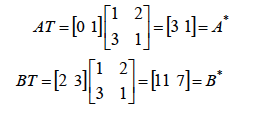 AT = [0 1] [1 2; 3 1] = [3 1] = A*
BT = [2 3] [1 2; 3 1] = [11 7] = B*